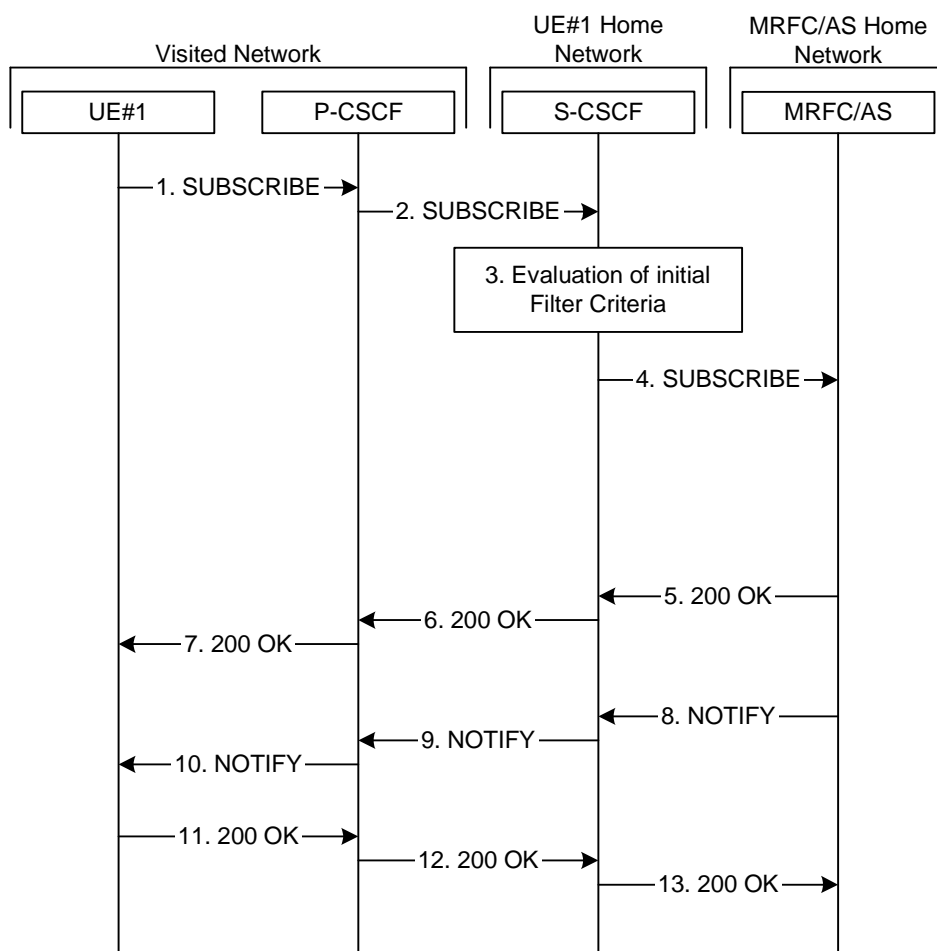 Visited Network
UE#1 Home
Network
MRFC/AS Home
Network
UE#1
P-CSCF
S-CSCF
MRFC/AS
1. SUBSCRIBE
2. SUBSCRIBE
3. Evaluation of initial
Filter Criteria
4. SUBSCRIBE
5. 200 OK
6. 200 OK
7. 200 OK
8. NOTIFY
9. NOTIFY
10. NOTIFY
11. 200 OK
12. 200 OK
13. 200 OK